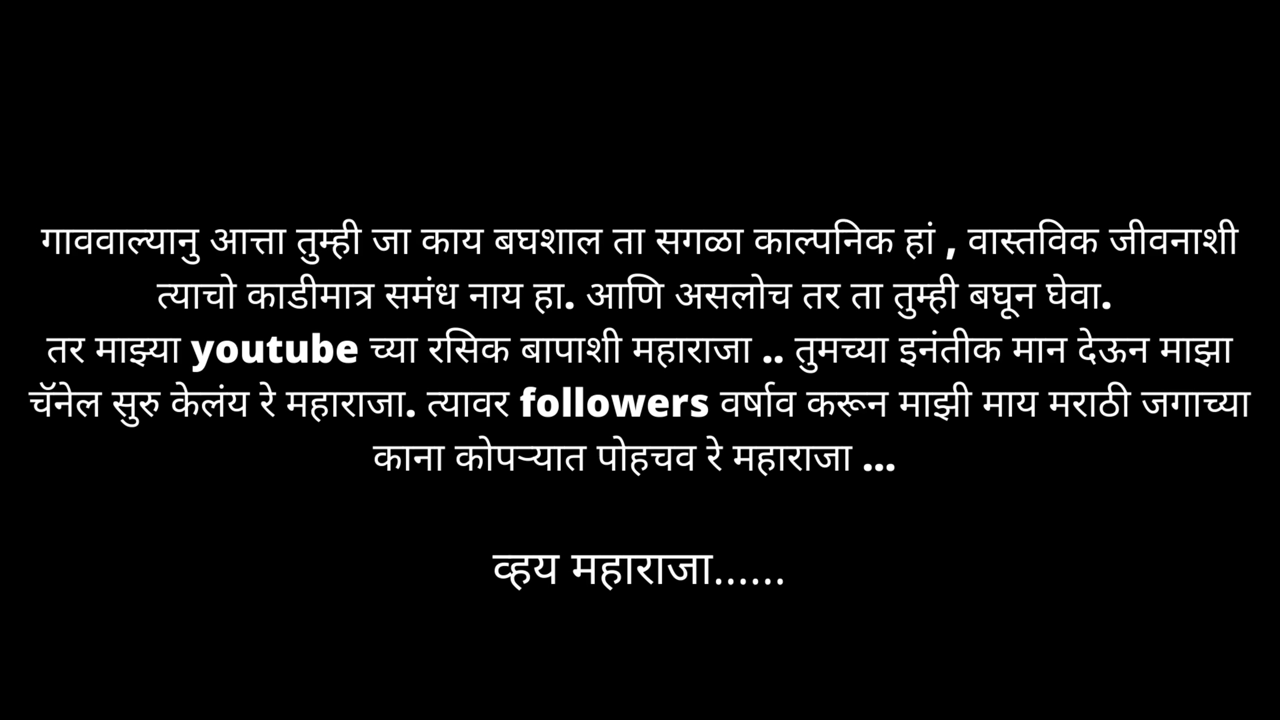 गाववाल्यानु आत्ता तुम्ही जा काय बघशाल ता सगळा काल्पनिक हां , वास्तविक जीवनाशी
त्याचो काडीमात्र समंध नाय हा. आणि असलोच तर ता तुम्ही बघून घेवा.
तर माझ्या youtube च्या रसिक बापाशी महाराजा .. तुमच्या इनंतीक मान देऊन माझा
चॅनेल सुरु केलंय रे महाराजा. त्यावर followers वर्षाव करून माझी माय मराठी जगाच्या
काना कोपऱ्यात पोहचव रे महाराजा ...
व्हय महाराजा......